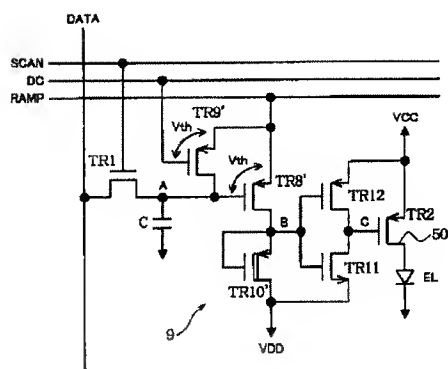 DATA
SCAN
DC
RAMP
TR9'
Vth
VCC
TR1
A
Vth
TR8'
TR12
TR2
C
B
C
50
TR10'
TR11
EL
9
VDD